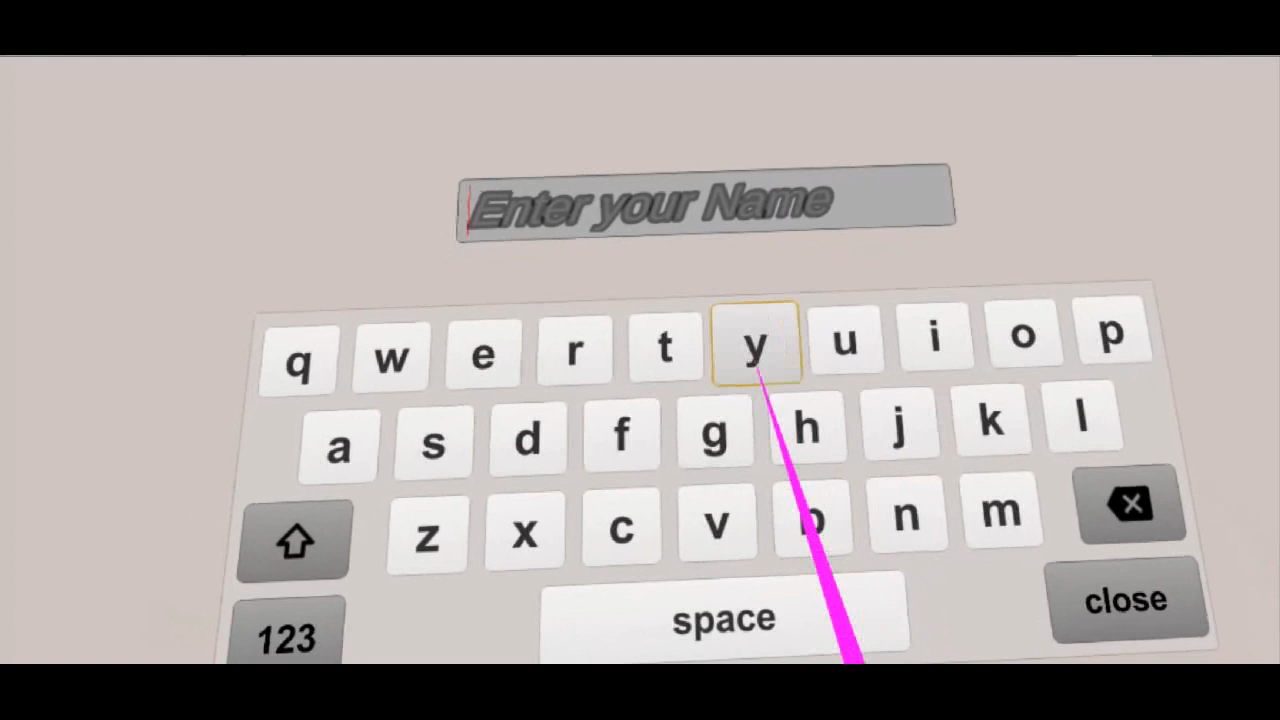 Enter your Name
q w e r t y u i o p
a s d f g h j k l
z x c v b n m
123 space close